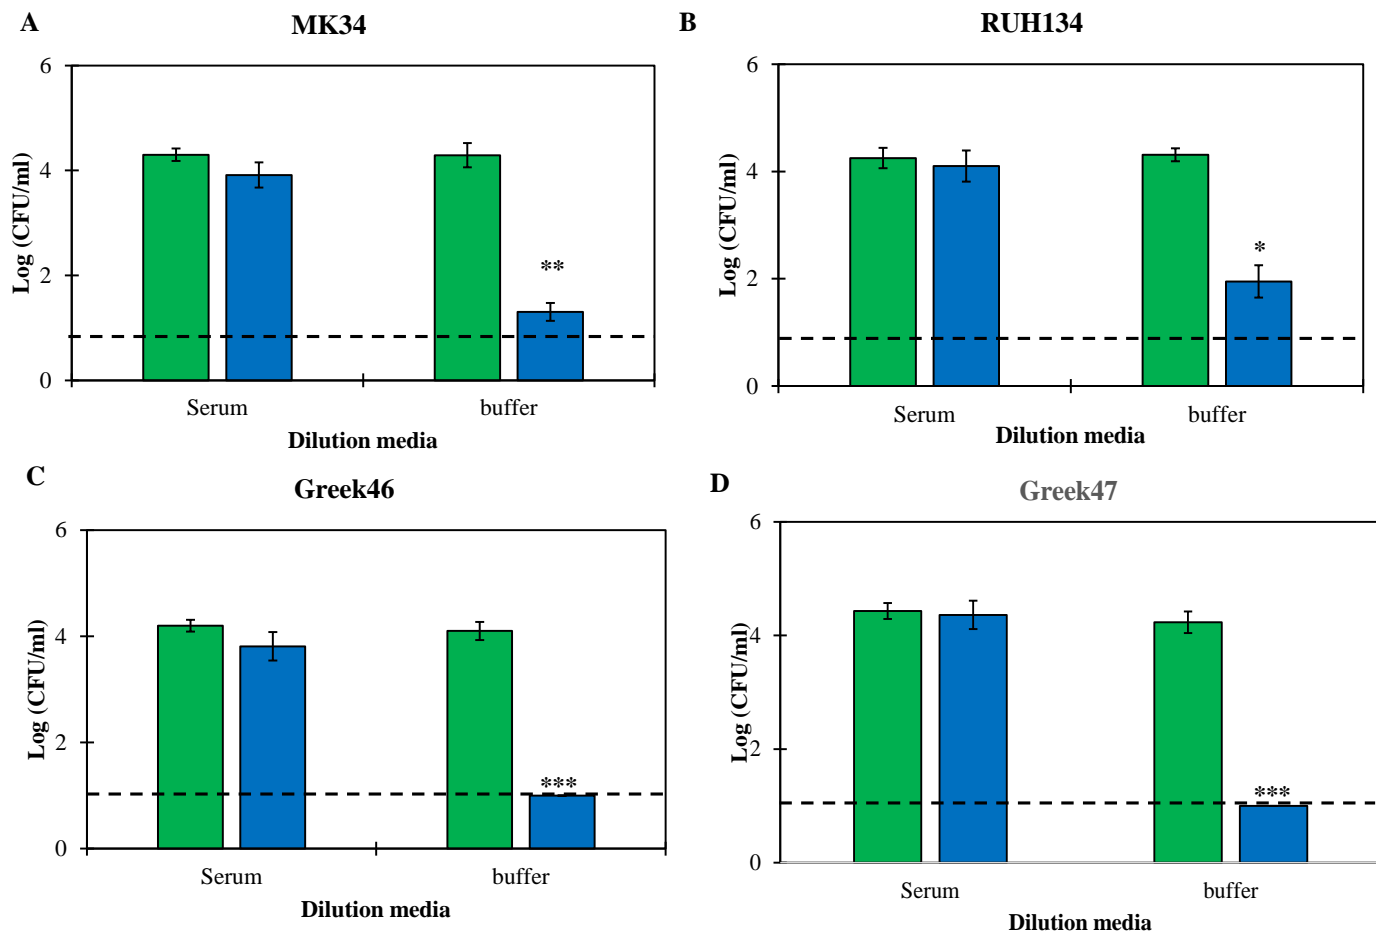 A
MK34
6
4
2
0
Log (CFU/ml)
**
Serum
buffer
Dilution media
B
RUH134
6
4
2
0
Log (CFU/ml)
*
Serum
buffer
Dilution media
C
Greek46
6
4
2
0
Log (CFU/ml)
***
Serum
buffer
Dilution media
D
Greek47
6
4
2
0
Log (CFU/ml)
***
Serum
buffer
Dilution media